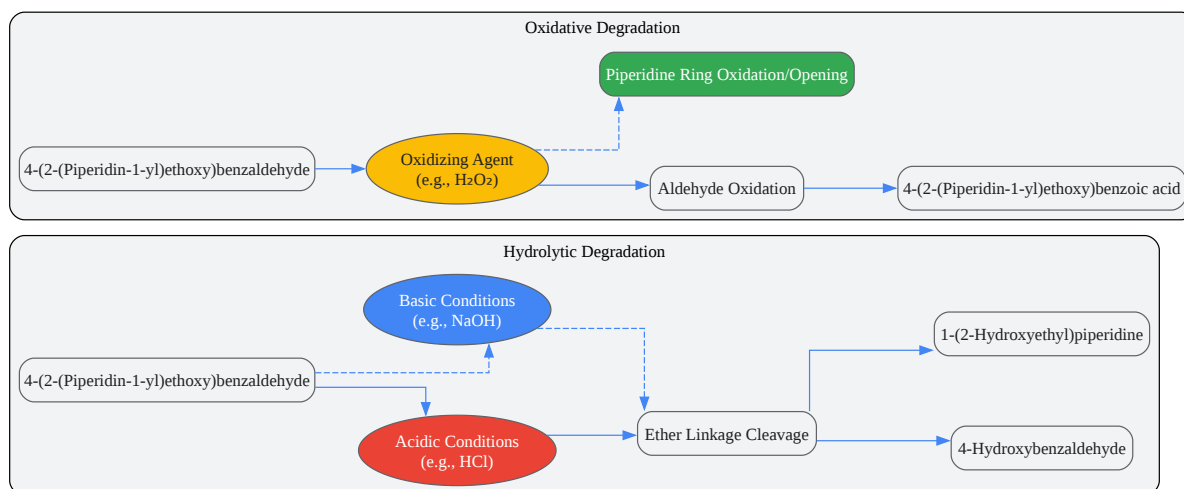 Oxidative Degradation
Piperidine Ring Oxidation/Opening
4-(2-(Piperidin-1-yl)ethoxy)benzaldehyde
Oxidizing Agent
(e.g., H₂O₂)
Aldehyde Oxidation
4-(2-(Piperidin-1-yl)ethoxy)benzoic acid
Hydrolytic Degradation
Basic Conditions
(e.g., NaOH)
1-(2-Hydroxyethyl)piperidine
4-(2-(Piperidin-1-yl)ethoxy)benzaldehyde
Acidic Conditions
(e.g., HCl)
Ether Linkage Cleavage
4-Hydroxybenzaldehyde